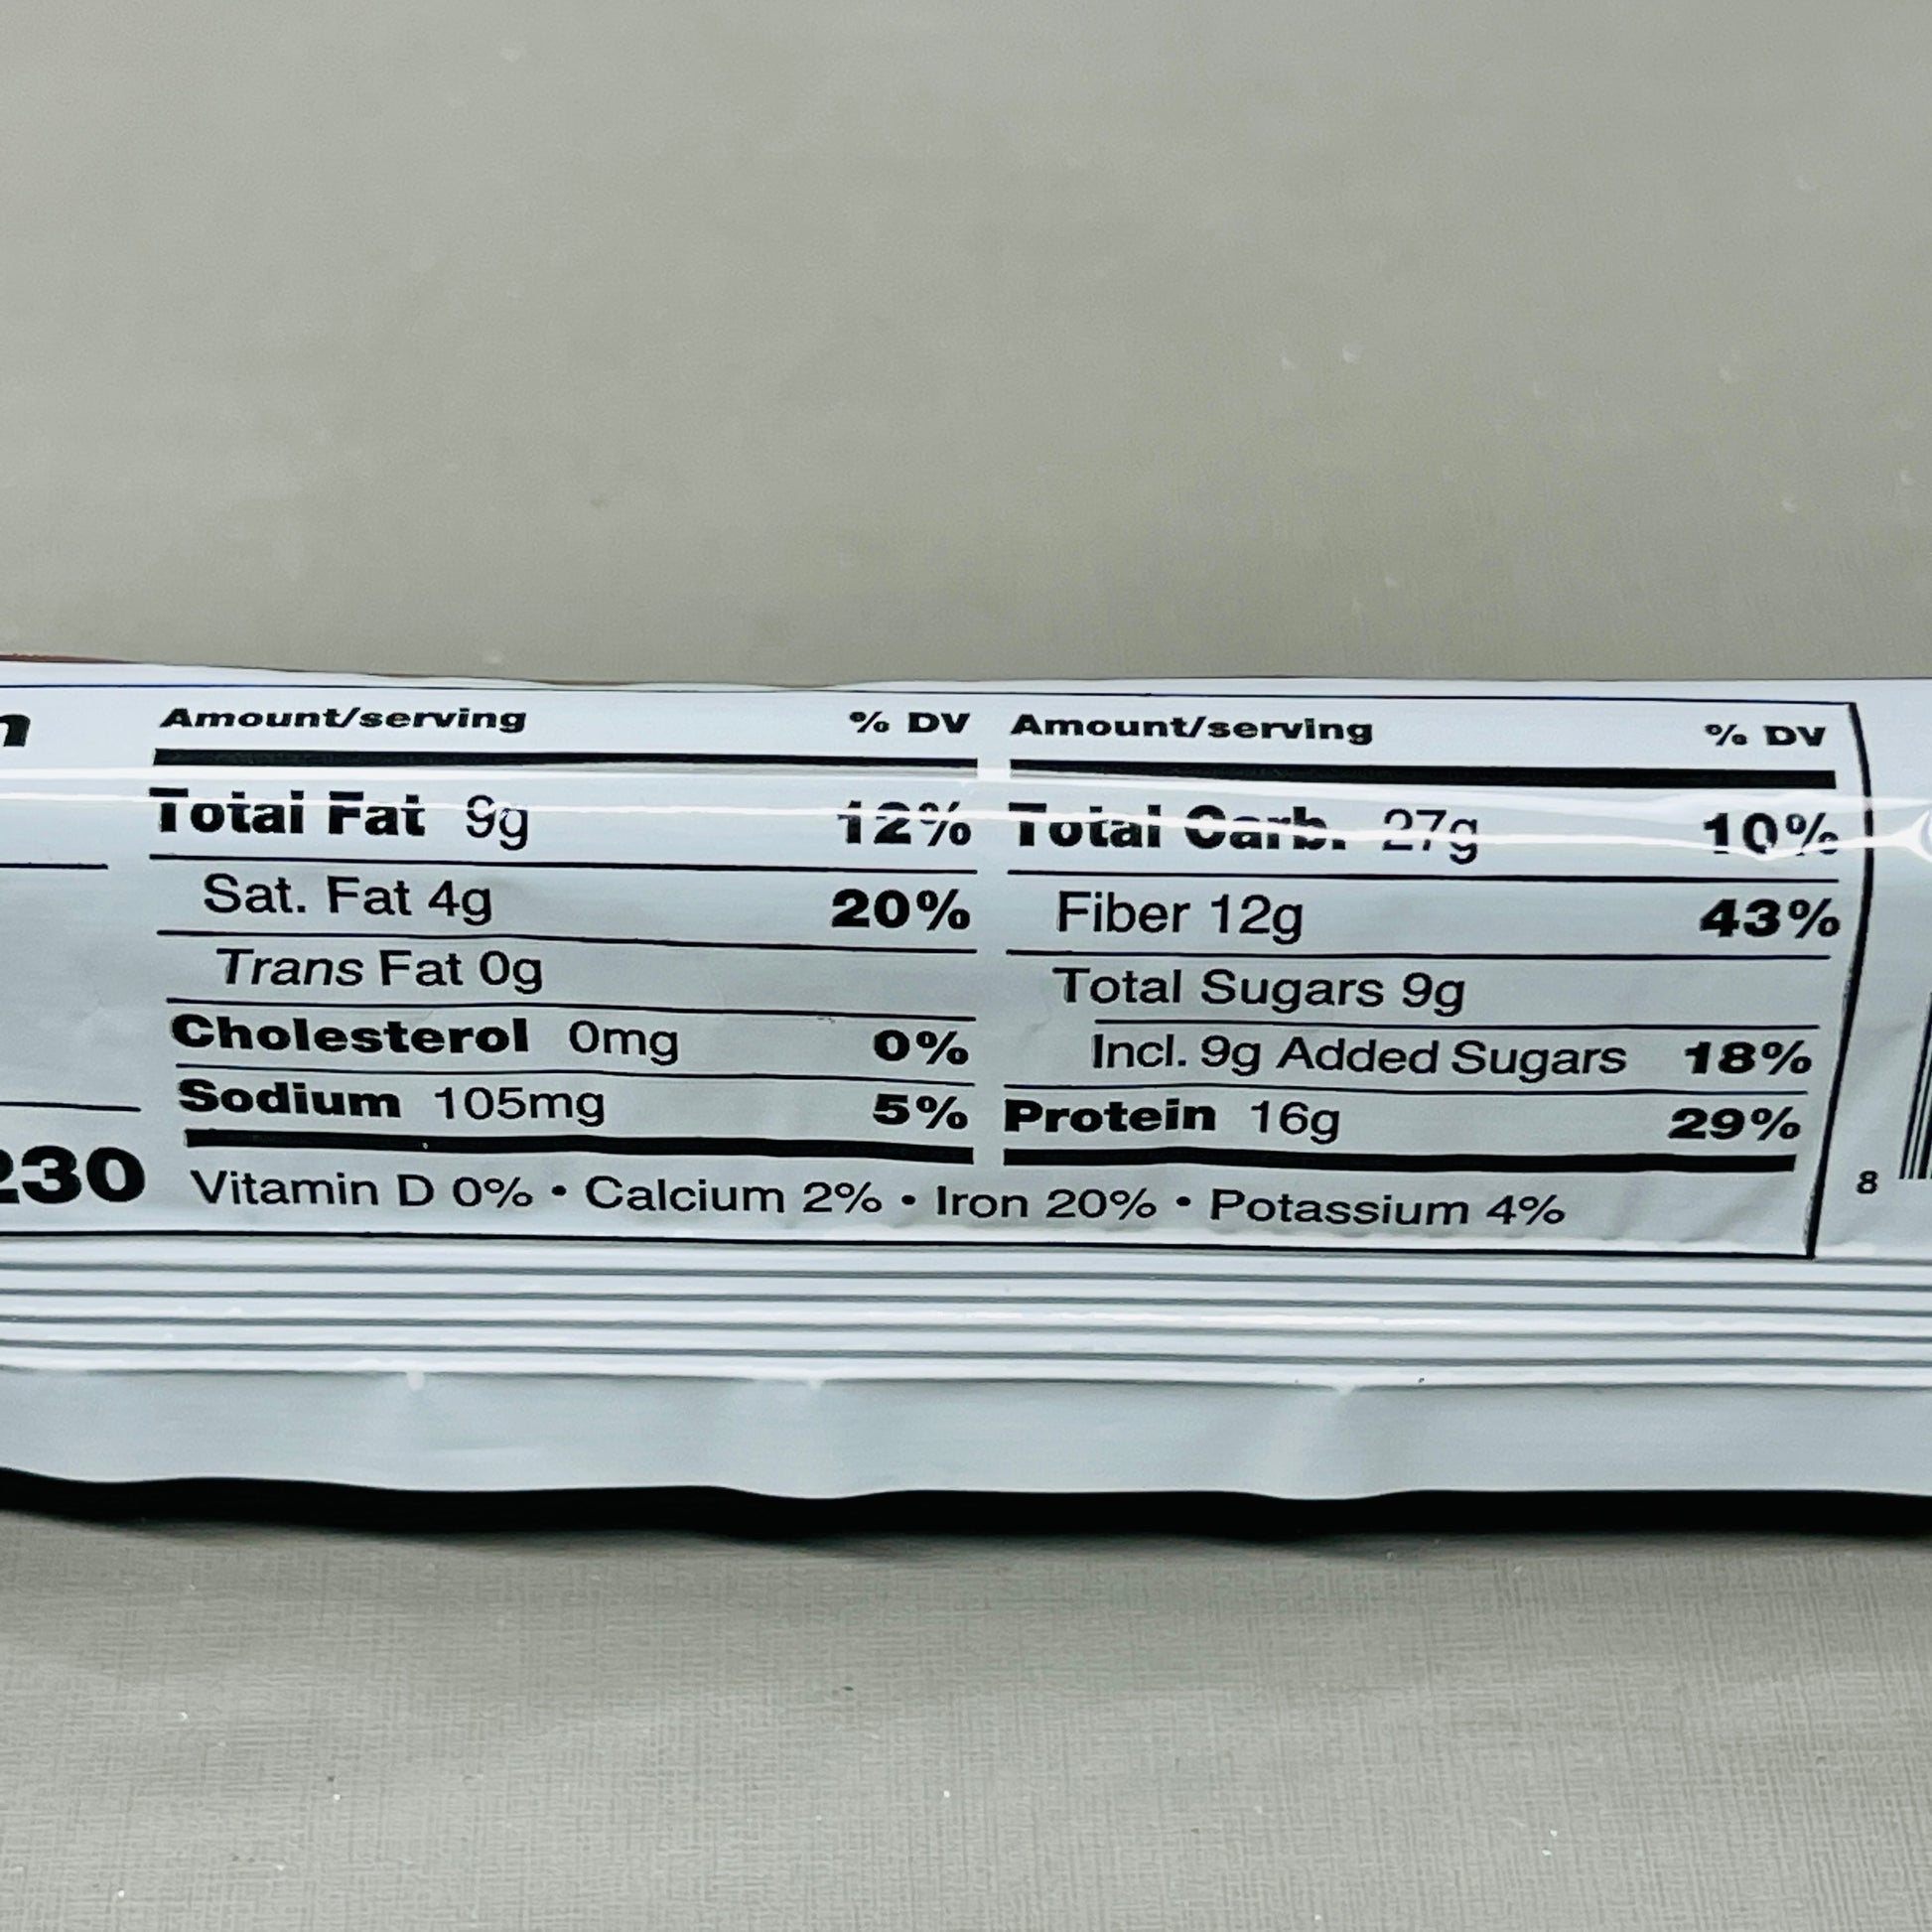 Amount/serving % DV
Total Fat 9g 12%
Sat. Fat 4g 20%
Trans Fat 0g
Cholesterol 0mg 0%
Sodium 105mg 5%
Amount/serving % DV
Total Carb. 27g 10%
Fiber 12g 43%
Total Sugars 9g
Incl. 9g Added Sugars 18%
Protein 16g 29%
230
Vitamin D 0% • Calcium 2% • Iron 20% • Potassium 4%
8